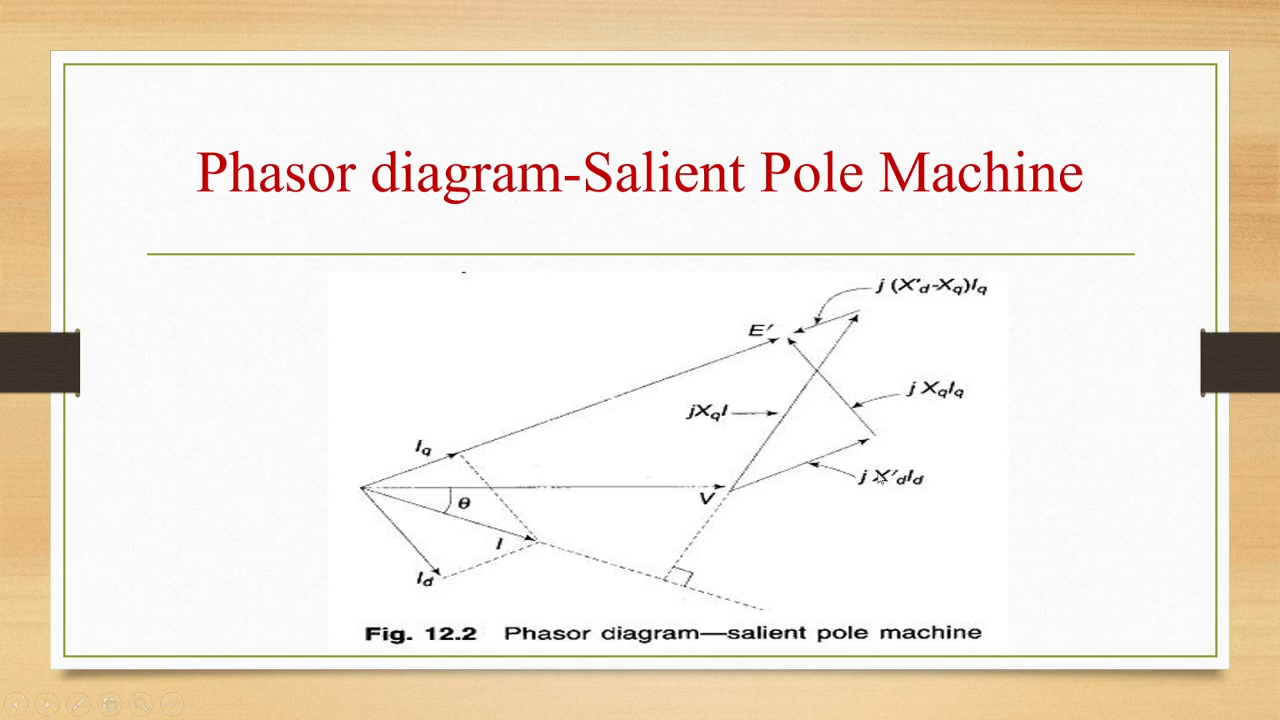 Phasor diagram-Salient Pole Machine
j (X′d-Xq)Iq
E′
j XqIq
jXqI
Iq
j X′dId
V
θ
I
Id
Fig. 12.2 Phasor diagram—salient pole machine